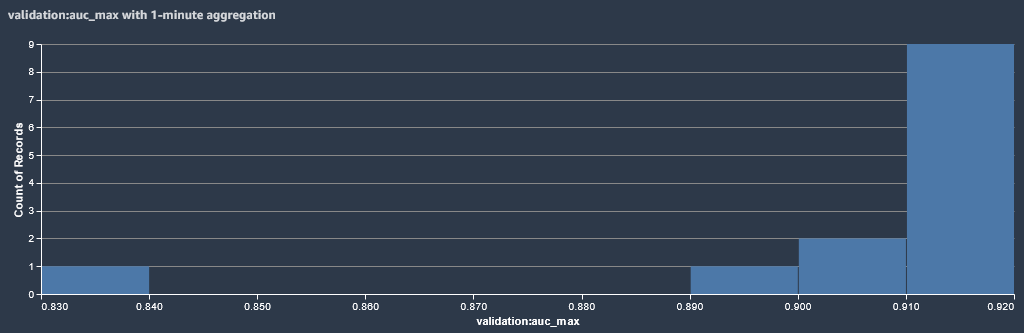 validation:auc_max with 1-minute aggregation
9
8
7
6
5
4
3
2
1
0
Count of Records
0.830 0.840 0.850 0.860 0.870 0.880 0.890 0.900 0.910 0.920
validation:auc_max